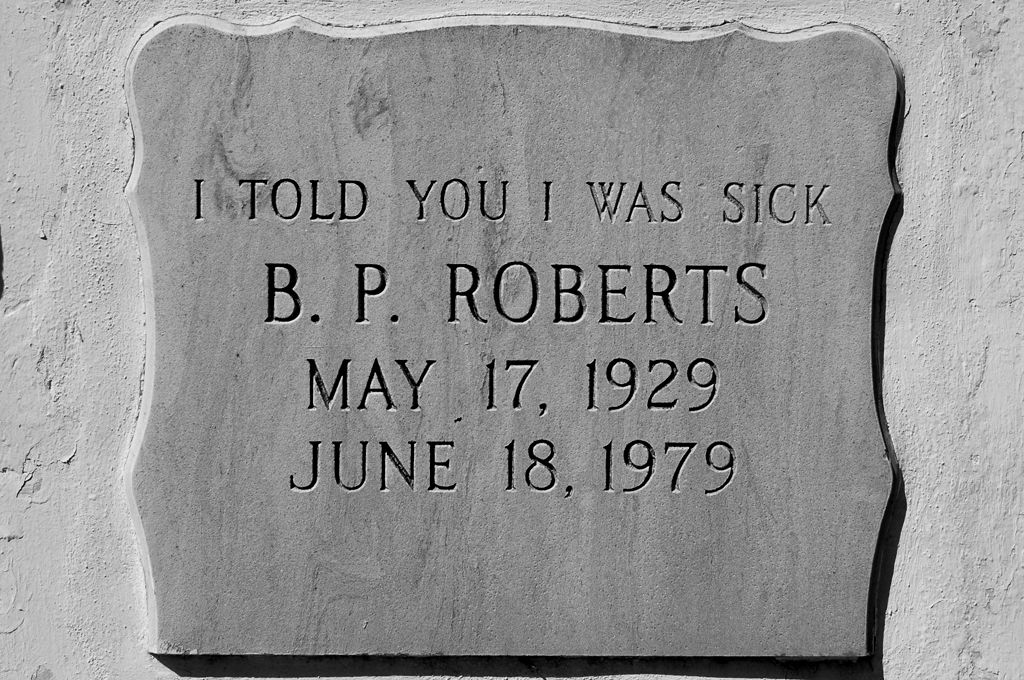 I TOLD YOU I WAS SICK
B. P. ROBERTS
MAY 17, 1929
JUNE 18, 1979